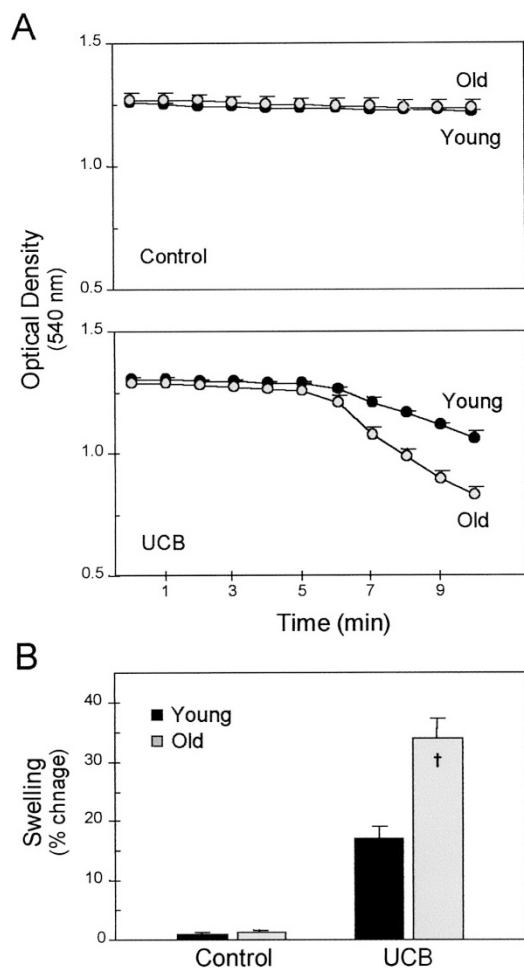 A
1.5
Old
Young
1.0
Control
0.5
Optical Density
(540 nm)
1.5
Young
1.0
Old
UCB
0.5
1 3 5 7 9
Time (min)
B
40
Young
Old
30
Swelling
(% chnage)
20
10
0
Control UCB
†